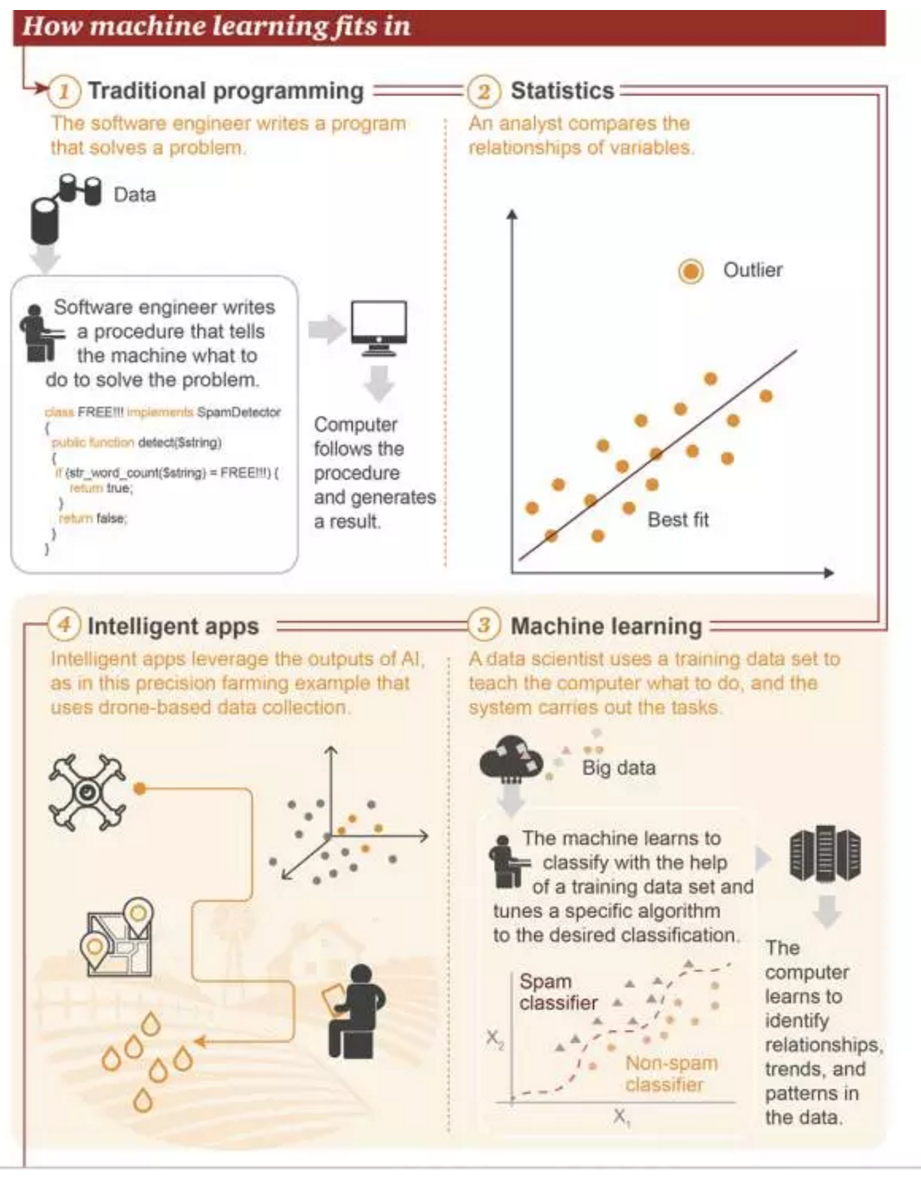 How machine learning fits in
1 Traditional programming
The software engineer writes a program
that solves a problem.
Data
Software engineer writes
a procedure that tells
the machine what to
do to solve the problem.
class FREE!!! implements SpamDetector
{
public function detect($string)
{
if (str_word_count($string) = FREE!!!) {
return true;
}
return false;
}
}
Computer
follows the
procedure
and generates
a result.
2 Statistics
An analyst compares the
relationships of variables.
Outlier
Best fit
3 Machine learning
A data scientist uses a training data set to
teach the computer what to do, and the
system carries out the tasks.
Big data
The machine learns to
classify with the help
of a training data set and
tunes a specific algorithm
to the desired classification.
Spam
classifier
X2
Non-spam
classifier
X1
The
computer
learns to
identify
relationships,
trends, and
patterns in
the data.
4 Intelligent apps
Intelligent apps leverage the outputs of AI,
as in this precision farming example that
uses drone-based data collection.